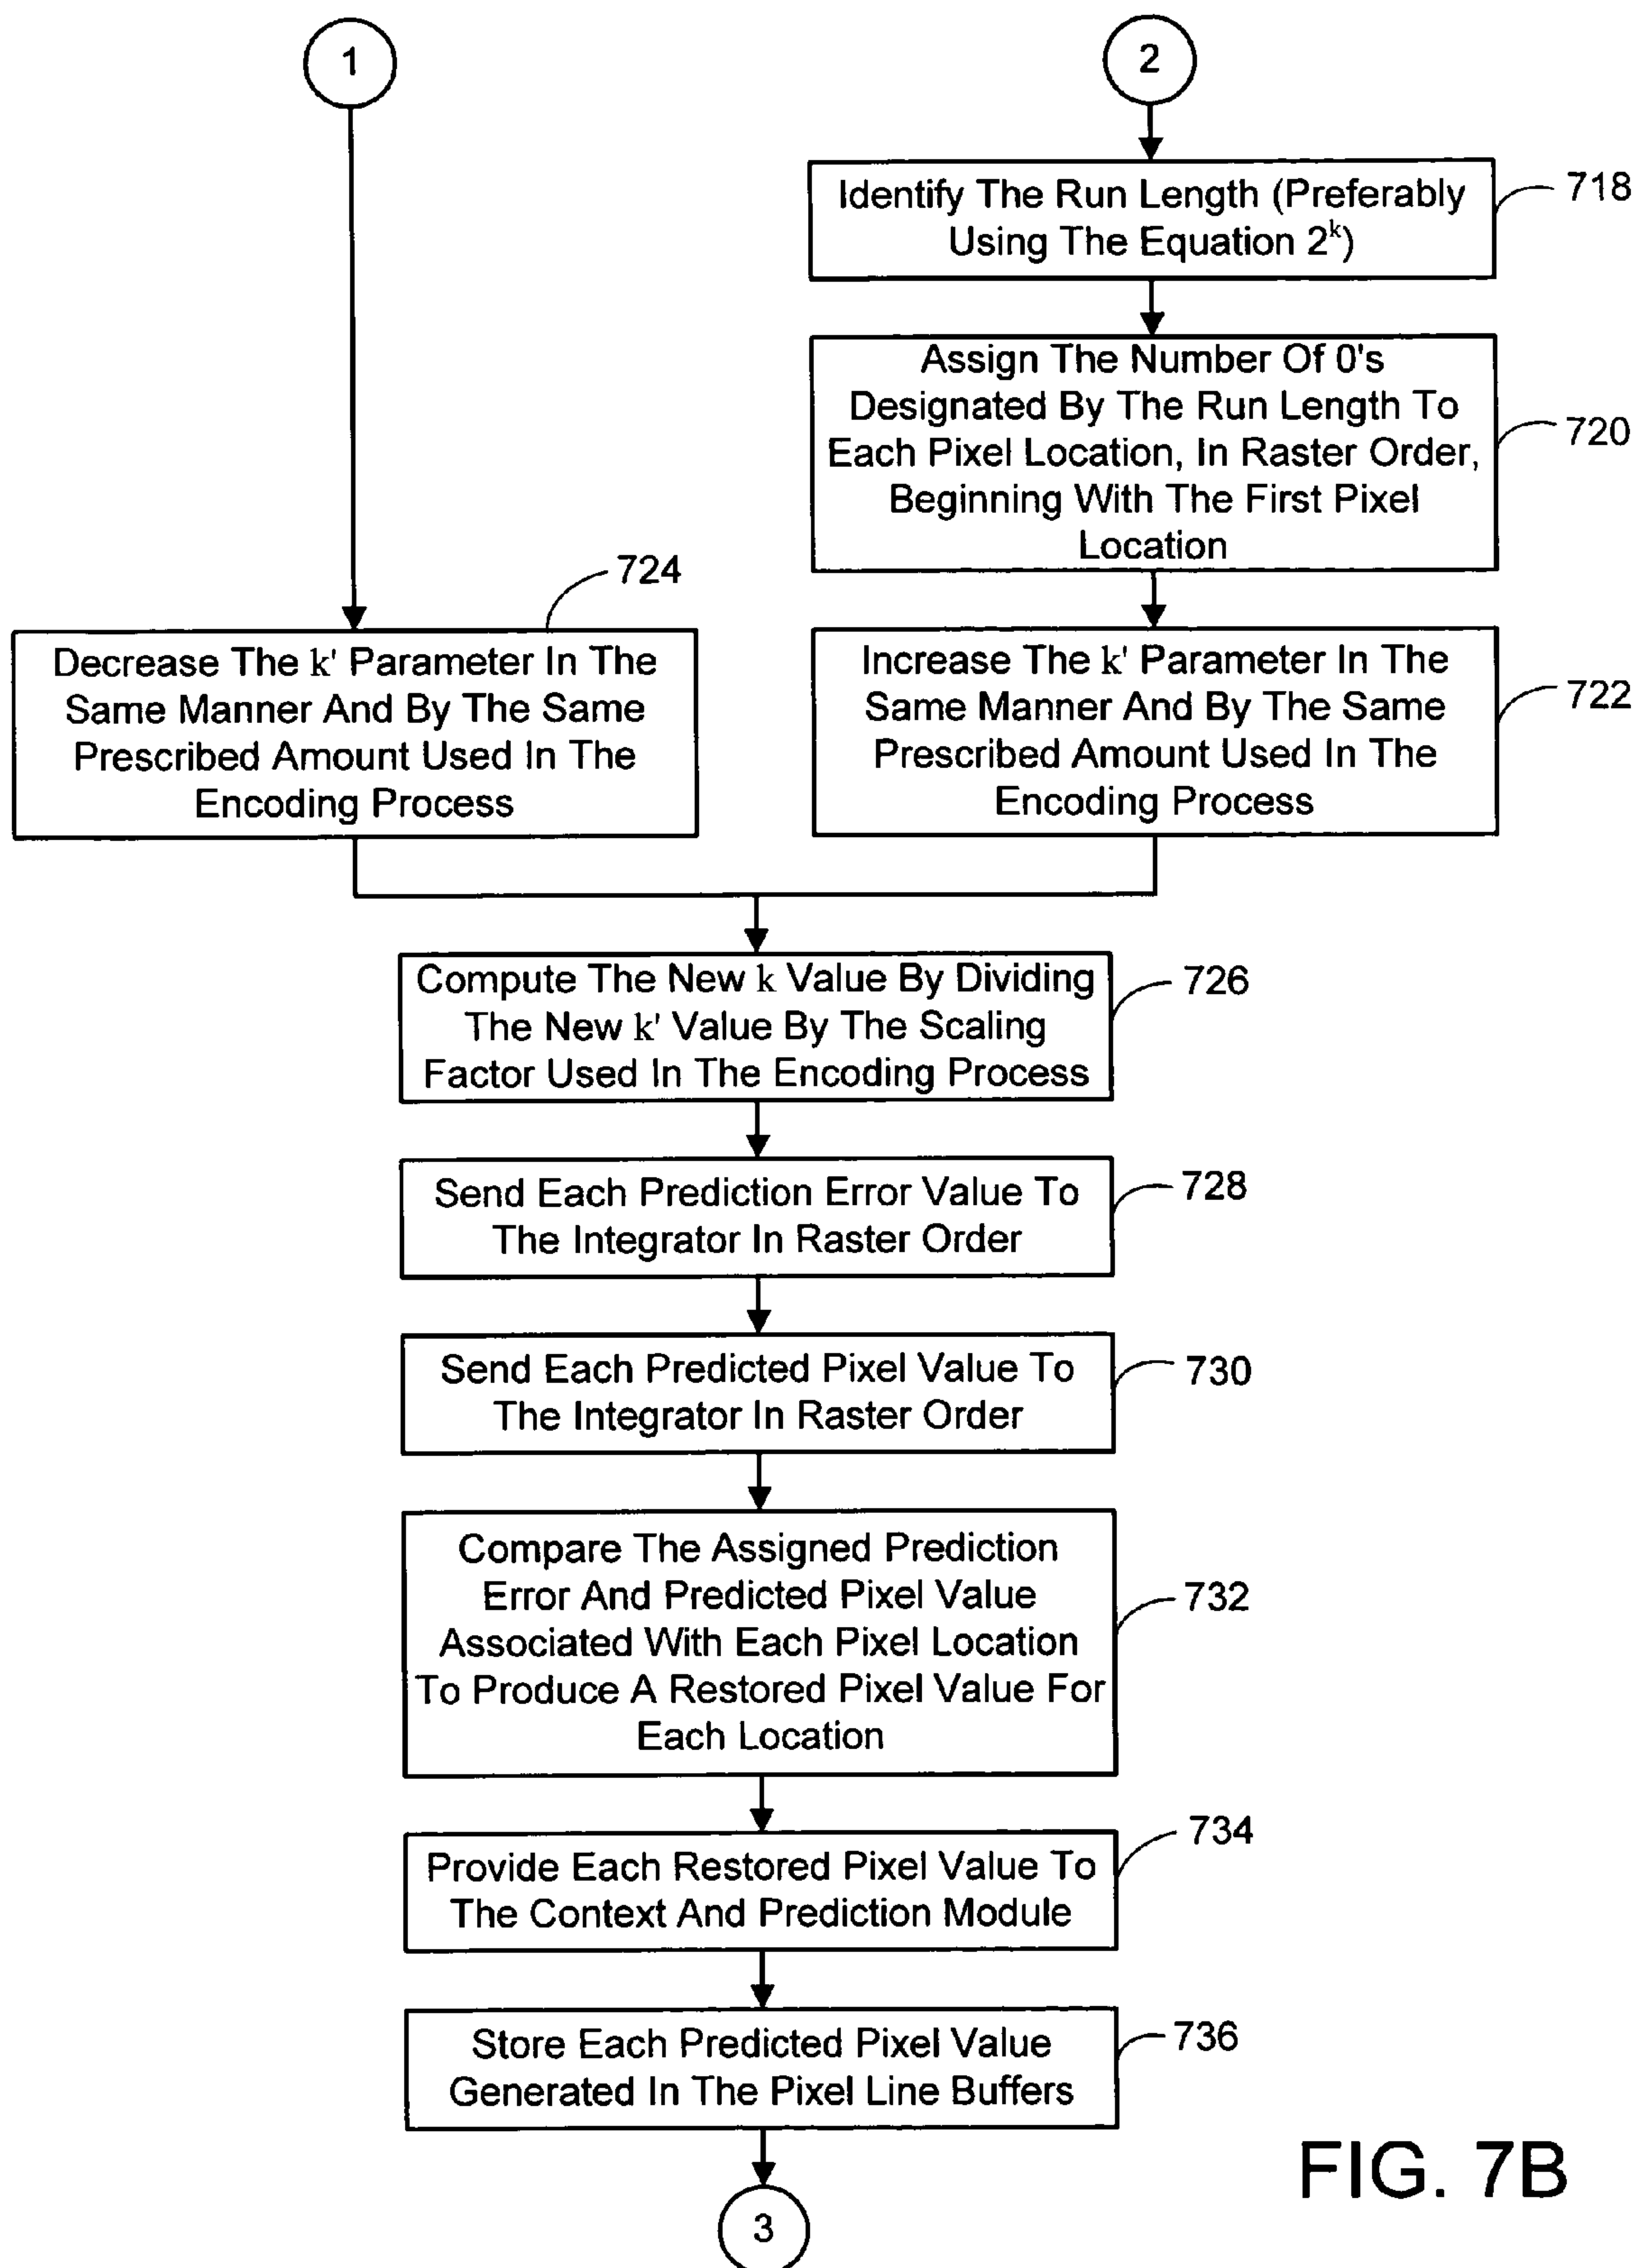 1
2
Identify The Run Length (Preferably
Using The Equation 2ᵏ)
718
Assign The Number Of 0's
Designated By The Run Length To
Each Pixel Location, In Raster Order,
Beginning With The First Pixel
Location
720
724
Decrease The k' Parameter In The
Same Manner And By The Same
Prescribed Amount Used In The
Encoding Process
Increase The k' Parameter In The
Same Manner And By The Same
Prescribed Amount Used In The
Encoding Process
722
Compute The New k Value By Dividing
The New k' Value By The Scaling
Factor Used In The Encoding Process
726
Send Each Prediction Error Value To
The Integrator In Raster Order
728
Send Each Predicted Pixel Value To
The Integrator In Raster Order
730
Compare The Assigned Prediction
Error And Predicted Pixel Value
Associated With Each Pixel Location
To Produce A Restored Pixel Value For
Each Location
732
Provide Each Restored Pixel Value To
The Context And Prediction Module
734
Store Each Predicted Pixel Value
Generated In The Pixel Line Buffers
736
3
FIG. 7B